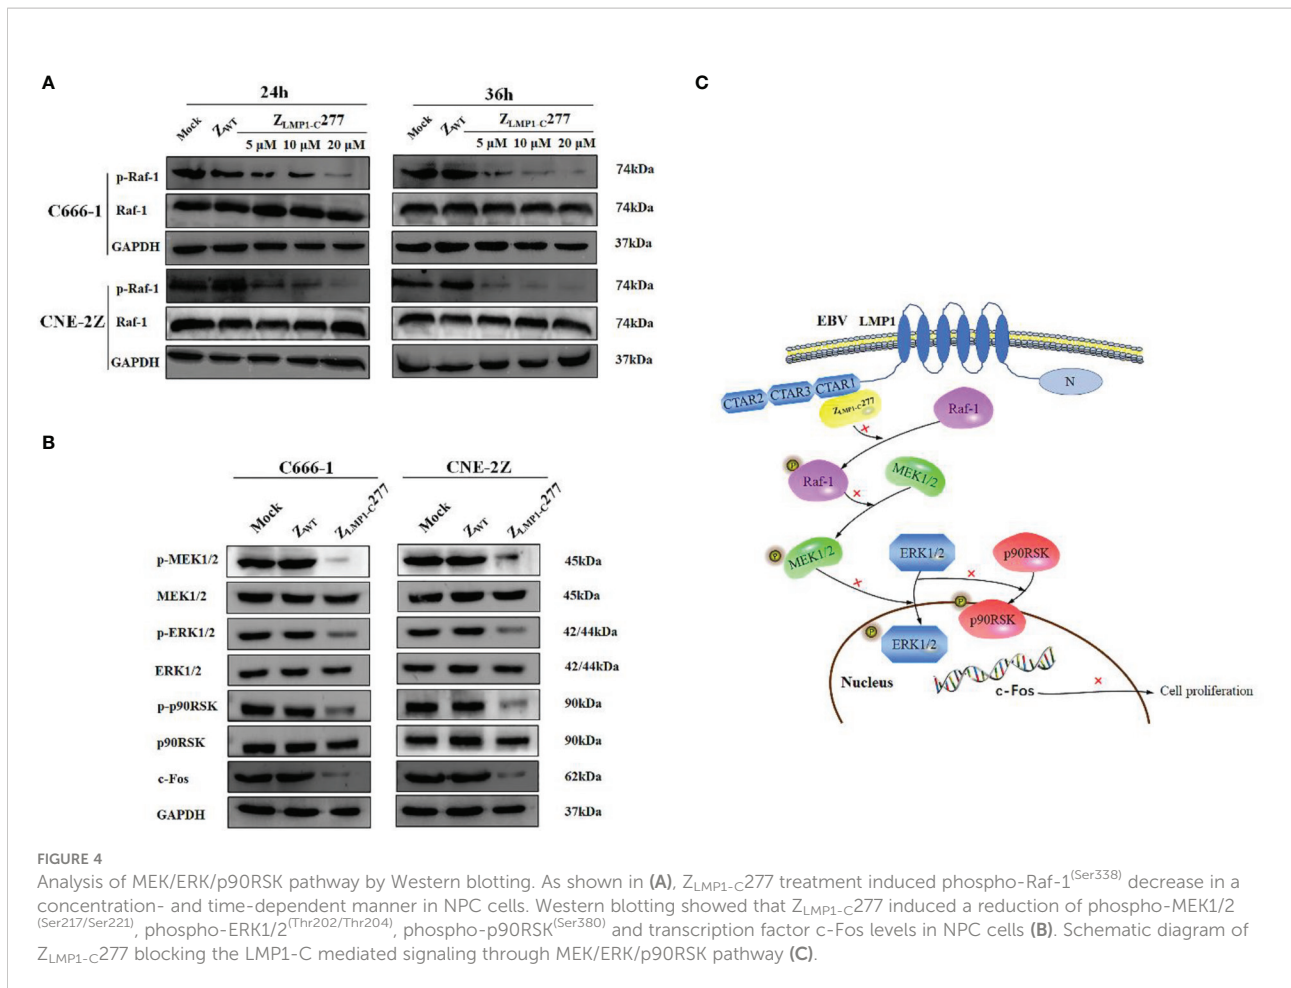 A
24h
36h
Mock ZWT ZLMP1-C277
5 μM 10 μM 20 μM
Mock ZWT ZLMP1-C277
5 μM 10 μM 20 μM
C666-1
p-Raf-1 74kDa
Raf-1 74kDa
GAPDH 37kDa
CNE-2Z
p-Raf-1 74kDa
Raf-1 74kDa
GAPDH 37kDa
B
C666-1 CNE-2Z
Mock ZWT ZLMP1-C277 Mock ZWT ZLMP1-C277
p-MEK1/2 45kDa
MEK1/2 45kDa
p-ERK1/2 42/44kDa
ERK1/2 42/44kDa
p-p90RSK 90kDa
p90RSK 90kDa
c-Fos 62kDa
GAPDH 37kDa
C
EBV LMP1
CTAR2 CTAR3 CTAR1
N
ZLMP1-C277
Raf-1
P
Raf-1
MEK1/2
P
MEK1/2
ERK1/2
p90RSK
P
p90RSK
P
ERK1/2
Nucleus
c-Fos
Cell proliferation
FIGURE 4
Analysis of MEK/ERK/p90RSK pathway by Western blotting. As shown in (A), ZLMP1-C277 treatment induced phospho-Raf-1(Ser338) decrease in a
concentration- and time-dependent manner in NPC cells. Western blotting showed that ZLMP1-C277 induced a reduction of phospho-MEK1/2
(Ser217/Ser221), phospho-ERK1/2(Thr202/Thr204), phospho-p90RSK(Ser380) and transcription factor c-Fos levels in NPC cells (B). Schematic diagram of
ZLMP1-C277 blocking the LMP1-C mediated signaling through MEK/ERK/p90RSK pathway (C).